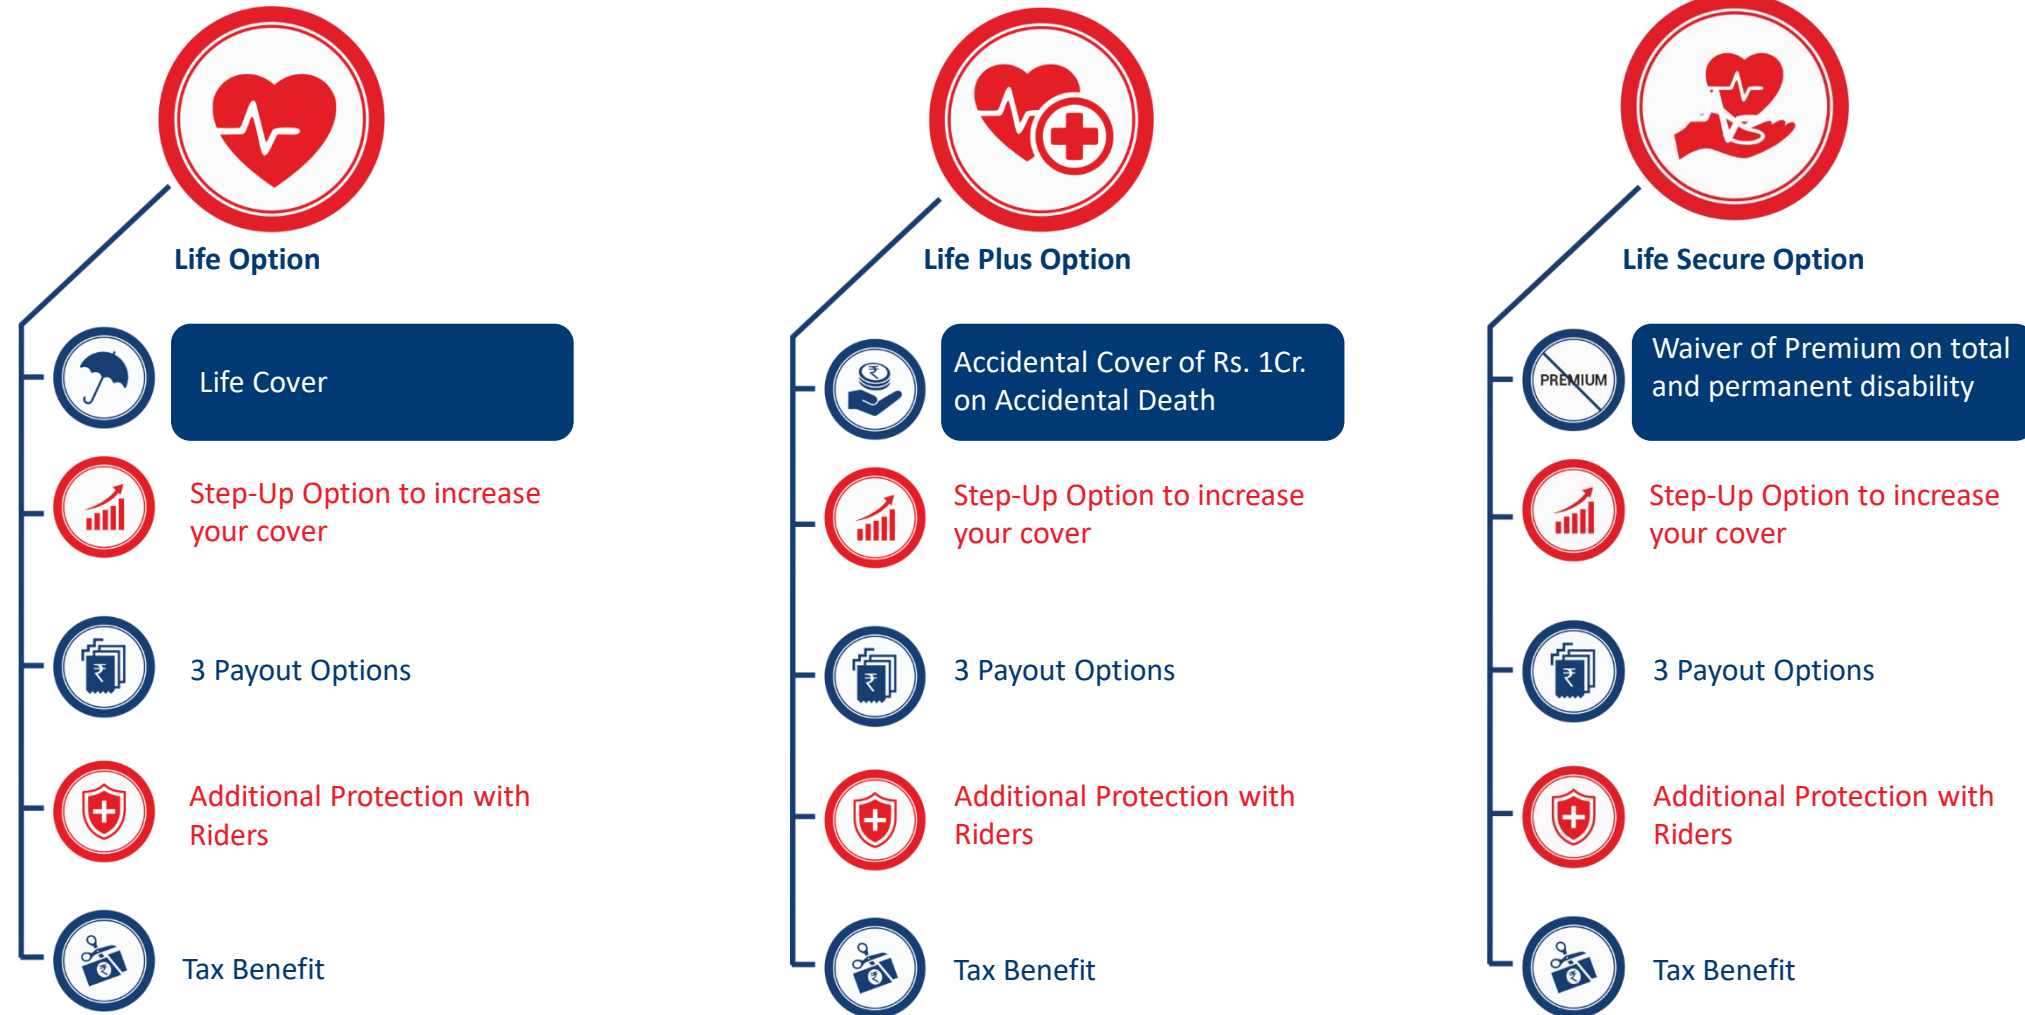 Life Option
Life Cover
Step-Up Option to increase
your cover
3 Payout Options
Additional Protection with
Riders
Tax Benefit
Life Plus Option
Accidental Cover of Rs. 1Cr.
on Accidental Death
Step-Up Option to increase
your cover
3 Payout Options
Additional Protection with
Riders
Tax Benefit
Life Secure Option
PREMIUM
Waiver of Premium on total
and permanent disability
Step-Up Option to increase
your cover
3 Payout Options
Additional Protection with
Riders
Tax Benefit